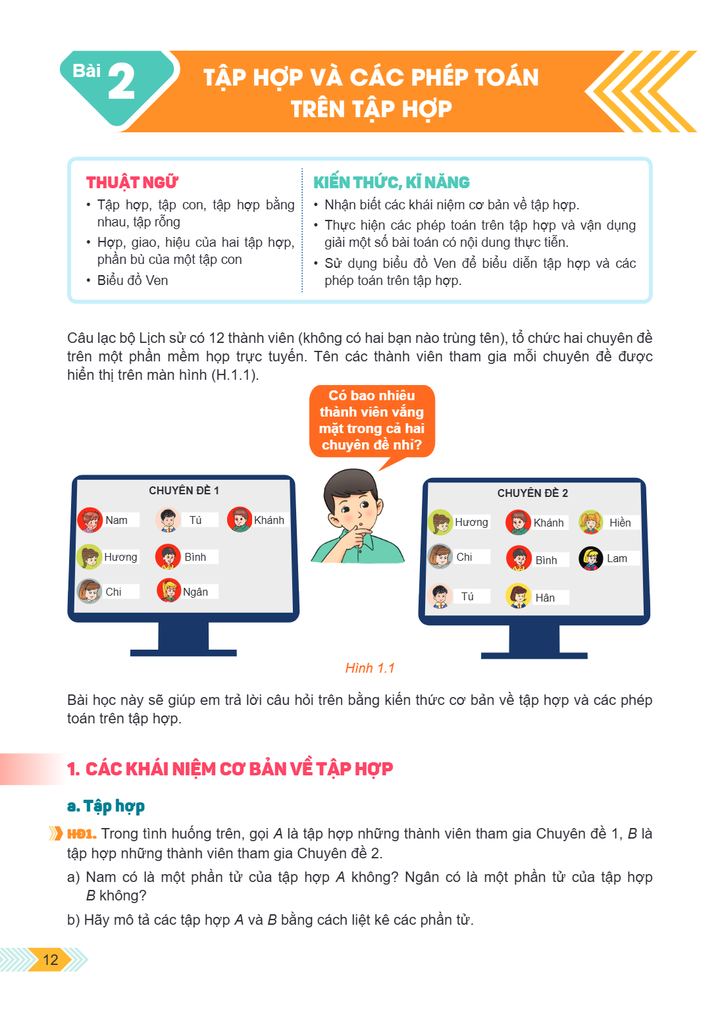 Bài 2
TẬP HỢP VÀ CÁC PHÉP TOÁN
TRÊN TẬP HỢP
THUẬT NGỮ
• Tập hợp, tập con, tập hợp bằng
nhau, tập rỗng
• Hợp, giao, hiệu của hai tập hợp,
phần bù của một tập con
• Biểu đồ Ven
KIẾN THỨC, KĨ NĂNG
• Nhận biết các khái niệm cơ bản về tập hợp.
• Thực hiện các phép toán trên tập hợp và vận dụng
giải một số bài toán có nội dung thực tiễn.
• Sử dụng biểu đồ Ven để biểu diễn tập hợp và các
phép toán trên tập hợp.
Câu lạc bộ Lịch sử có 12 thành viên (không có hai bạn nào trùng tên), tổ chức hai chuyên đề
trên một phần mềm họp trực tuyến. Tên các thành viên tham gia mỗi chuyên đề được
hiển thị trên màn hình (H.1.1).
Có bao nhiêu
thành viên vắng
mặt trong cả hai
chuyên đề nhỉ?
CHUYÊN ĐỀ 1
Nam Tú Khánh
Hương Bình
Chi Ngân
CHUYÊN ĐỀ 2
Hương Khánh Hiền
Chi Bình Lam
Tú Hân
Hình 1.1
Bài học này sẽ giúp em trả lời câu hỏi trên bằng kiến thức cơ bản về tập hợp và các phép
toán trên tập hợp.
1. CÁC KHÁI NIỆM CƠ BẢN VỀ TẬP HỢP
a. Tập hợp
HĐ1. Trong tình huống trên, gọi A là tập hợp những thành viên tham gia Chuyên đề 1, B là
tập hợp những thành viên tham gia Chuyên đề 2.
a) Nam có là một phần tử của tập hợp A không? Ngân có là một phần tử của tập hợp
B không?
b) Hãy mô tả các tập hợp A và B bằng cách liệt kê các phần tử.
12